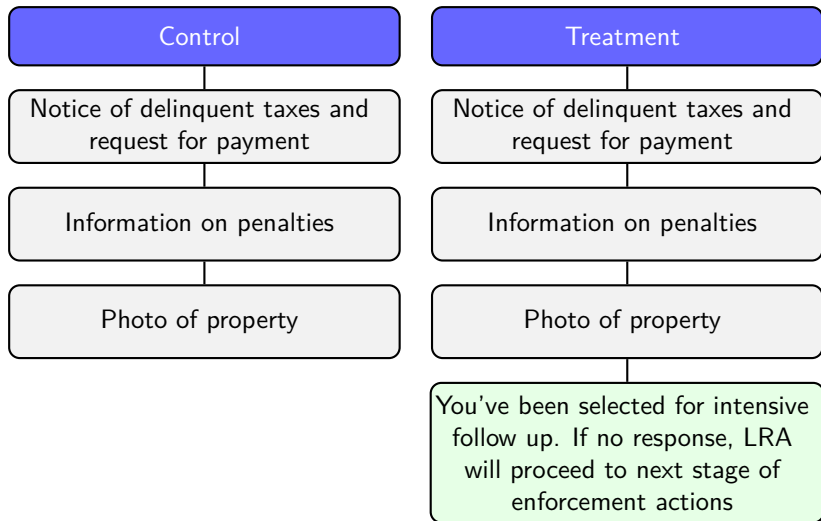 Control
Notice of delinquent taxes and
request for payment
Information on penalties
Photo of property
Treatment
Notice of delinquent taxes and
request for payment
Information on penalties
Photo of property
You've been selected for intensive
follow up. If no response, LRA
will proceed to next stage of
enforcement actions